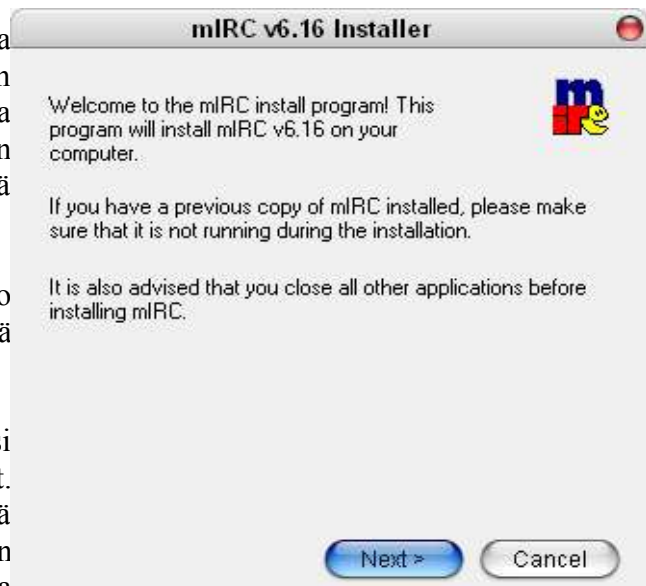 mIRC v6.16 Installer
Welcome to the mIRC install program! This
program will install mIRC v6.16 on your
computer.
If you have a previous copy of mIRC installed, please make
sure that it is not running during the installation.
It is also advised that you close all other applications before
installing mIRC.
Next >
Cancel